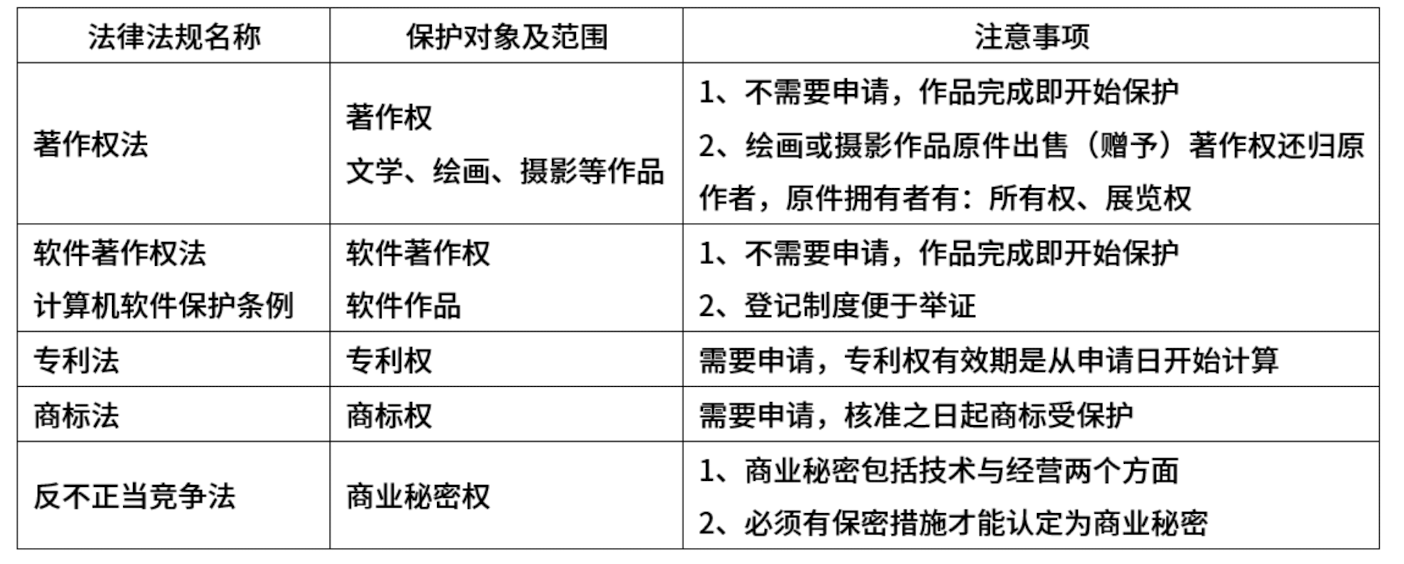 法律法规名称 保护对象及范围 注意事项
著作权法
著作权
文学、绘画、摄影等作品
1、不需要申请，作品完成即开始保护
2、绘画或摄影作品原件出售（赠予）著作权还归原
作者，原件拥有者有：所有权、展览权
软件著作权法
计算机软件保护条例
软件著作权
软件作品
1、不需要申请，作品完成即开始保护
2、登记制度便于举证
专利法 专利权 需要申请，专利权有效期是从申请日开始计算
商标法 商标权 需要申请，核准之日起商标受保护
反不正当竞争法
商业秘密权
1、商业秘密包括技术与经营两个方面
2、必须有保密措施才能认定为商业秘密